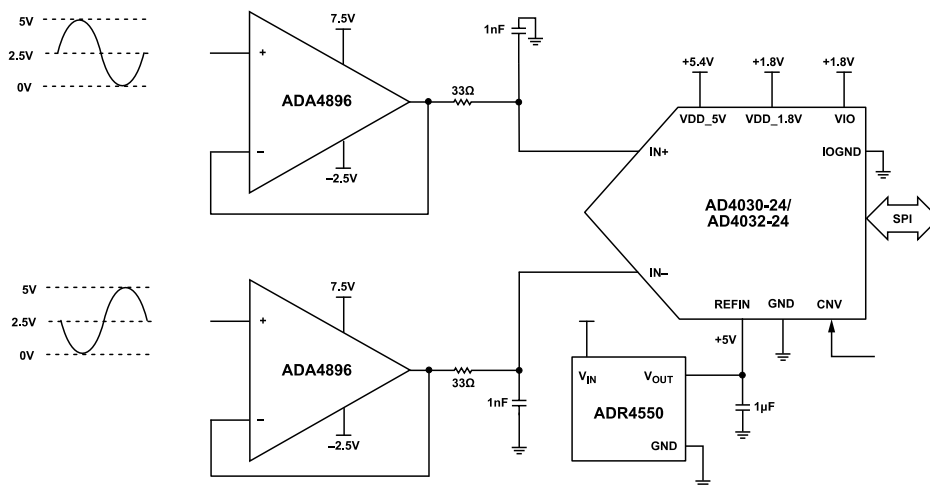 5V
2.5V
0V
+
−
7.5V
ADA4896
−2.5V
33Ω
1nF
+5.4V
+1.8V
+1.8V
VDD_5V
VDD_1.8V
VIO
IN+
IOGND
AD4030-24/
AD4032-24
SPI
IN−
REFIN
GND
CNV
+5V
5V
2.5V
0V
+
−
7.5V
ADA4896
−2.5V
33Ω
1nF
VIN
VOUT
ADR4550
GND
1µF